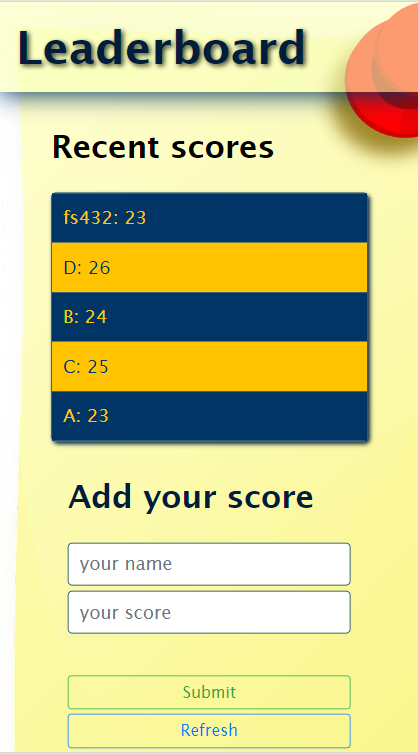 Leaderboard
Recent scores
fs432: 23
D: 26
B: 24
C: 25
A: 23
Add your score
your name
your score
Submit
Refresh